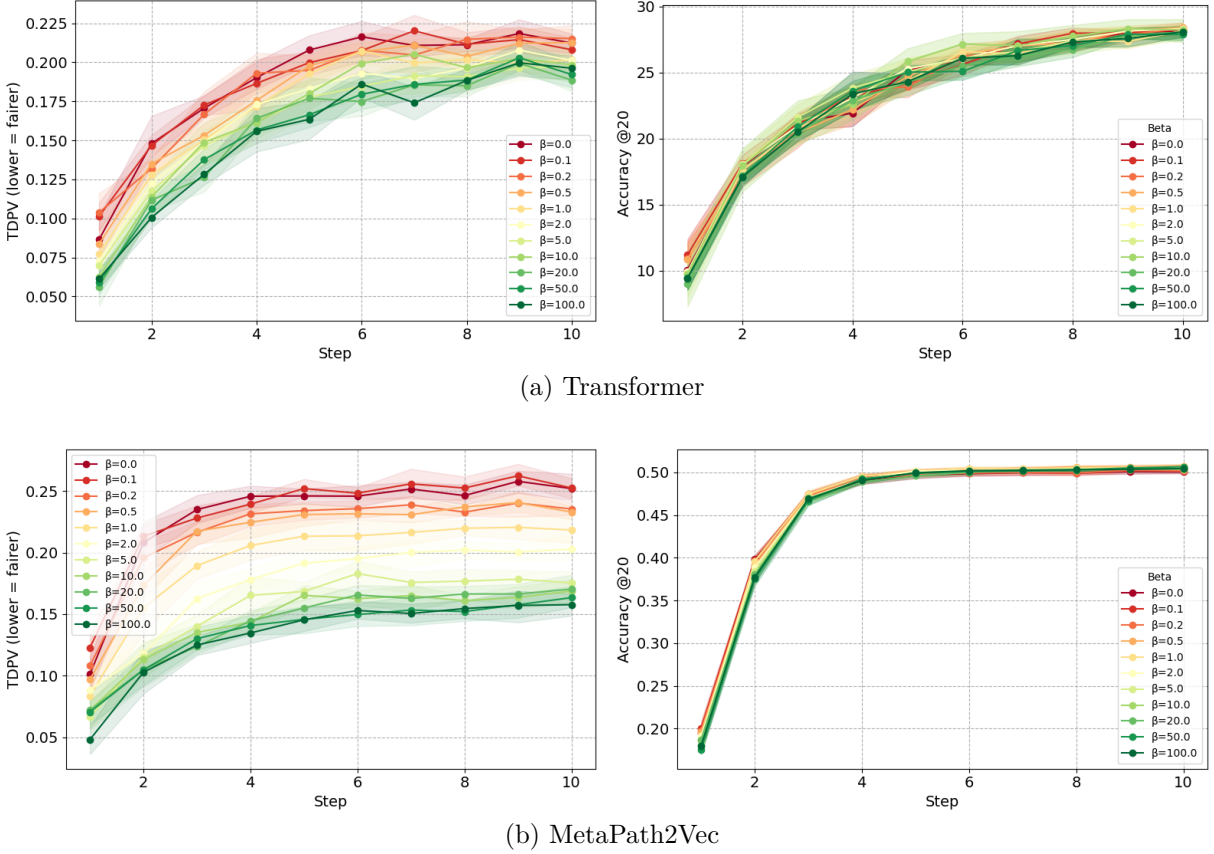 0.225
0.200
0.175
0.150
0.125
0.100
0.075
0.050
TDPV (lower = fairer)
2
4
6
8
10
Step
β=0.0
β=0.1
β=0.2
β=0.5
β=1.0
β=2.0
β=5.0
β=10.0
β=20.0
β=50.0
β=100.0
30
25
20
15
10
Accuracy @20
2
4
6
8
10
Step
Beta
β=0.0
β=0.1
β=0.2
β=0.5
β=1.0
β=2.0
β=5.0
β=10.0
β=20.0
β=50.0
β=100.0
(a) Transformer
0.25
0.20
0.15
0.10
0.05
TDPV (lower = fairer)
2
4
6
8
10
Step
β=0.0
β=0.1
β=0.2
β=0.5
β=1.0
β=2.0
β=5.0
β=10.0
β=20.0
β=50.0
β=100.0
0.50
0.45
0.40
0.35
0.30
0.25
0.20
Accuracy @20
2
4
6
8
10
Step
Beta
β=0.0
β=0.1
β=0.2
β=0.5
β=1.0
β=2.0
β=5.0
β=10.0
β=20.0
β=50.0
β=100.0
(b) MetaPath2Vec